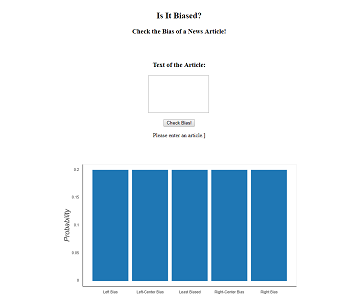 Is It Biased?
Check the Bias of a News Article!
Text of the Article:
Check Bias!
Please enter an article.]
0.2
0.15
0.1
0.05
0
Probability
Left Bias Left-Center Bias Least Biased Right-Center Bias Right Bias